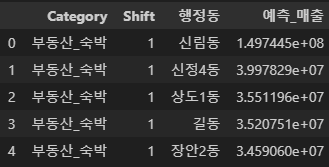 Category Shift 행정동 예측_매출
0 부동산_숙박 1 신림동 1.497445e+08
1 부동산_숙박 1 신정4동 3.997829e+07
2 부동산_숙박 1 상도1동 3.551196e+07
3 부동산_숙박 1 길동 3.520751e+07
4 부동산_숙박 1 장안2동 3.459060e+07